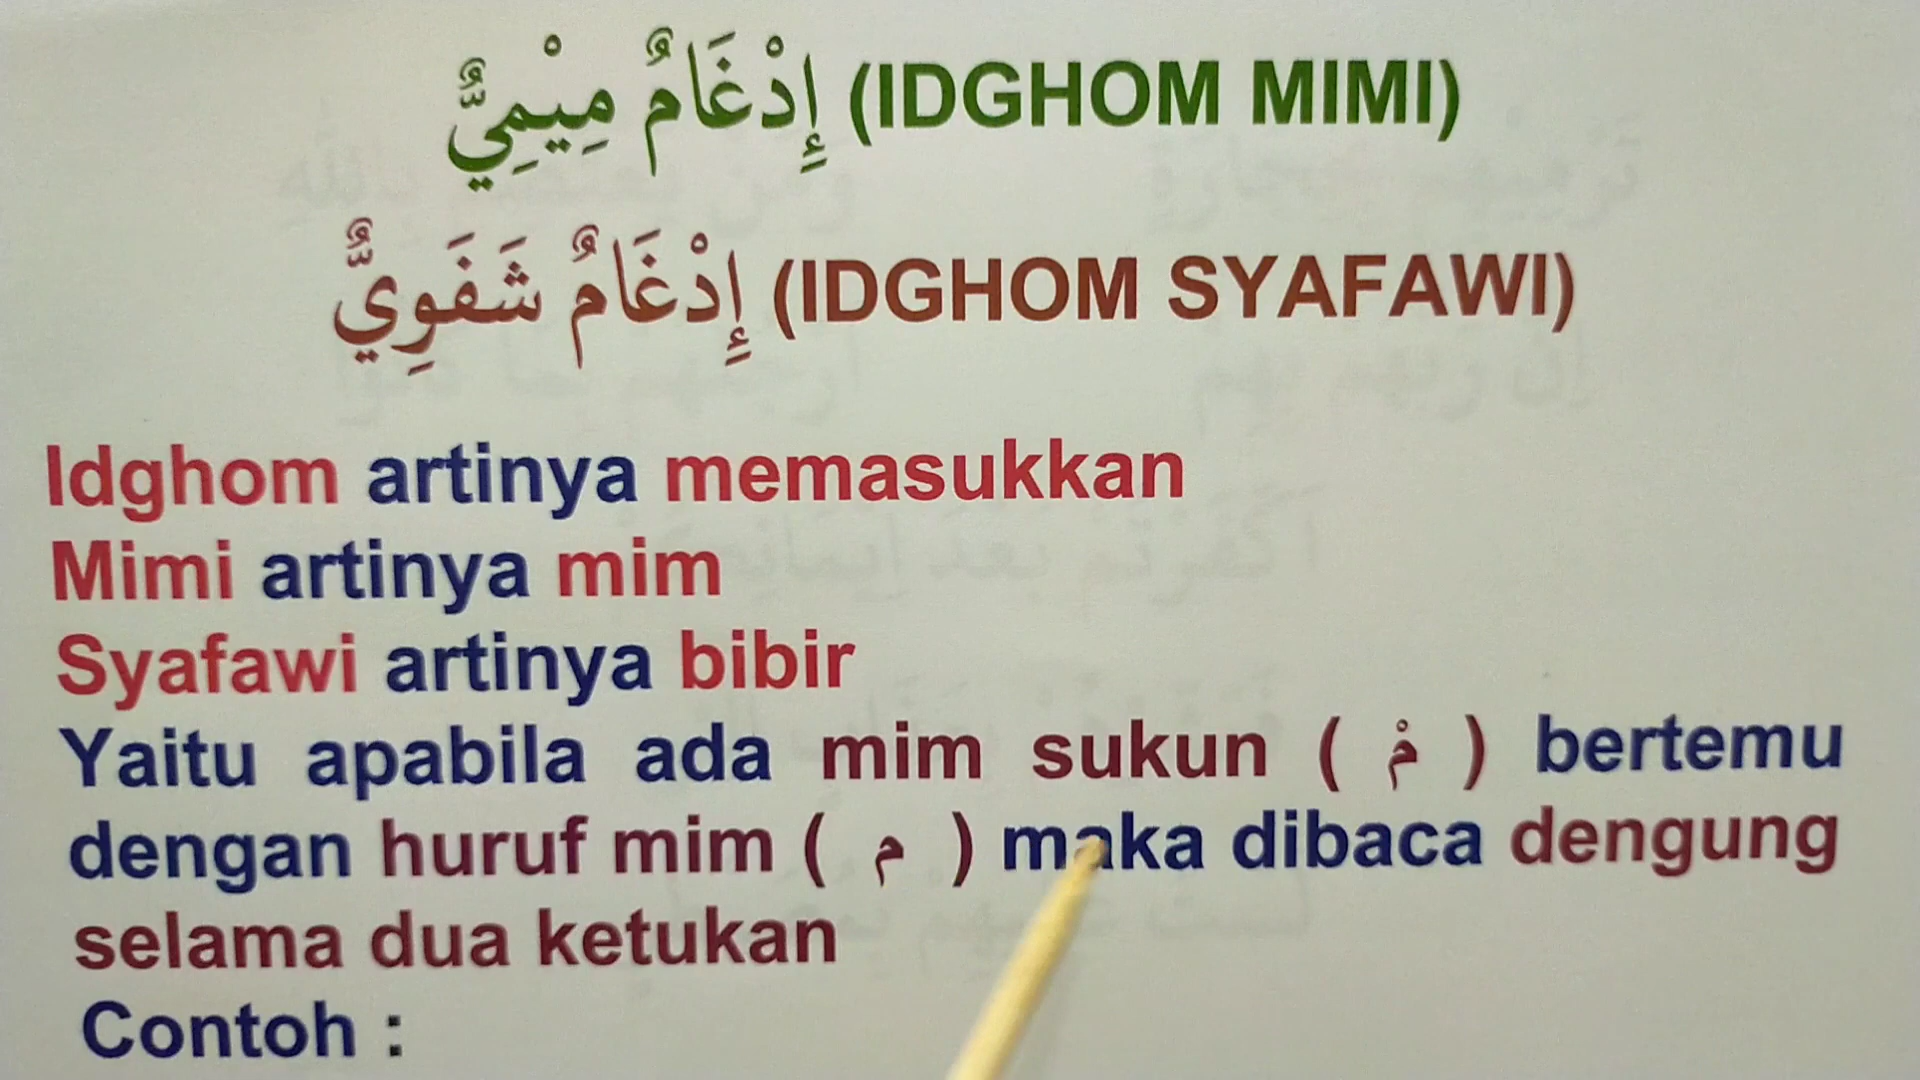 إِدْغَامٌ مِيْمِيٌّ (IDGHOM MIMI)
إِدْغَامٌ شَفَوِيٌّ (IDGHOM SYAFAWI)
Idghom artinya memasukkan
Mimi artinya mim
Syafawi artinya bibir
Yaitu apabila ada mim sukun ( مْ ) bertemu
dengan huruf mim ( م ) maka dibaca dengung
selama dua ketukan
Contoh :